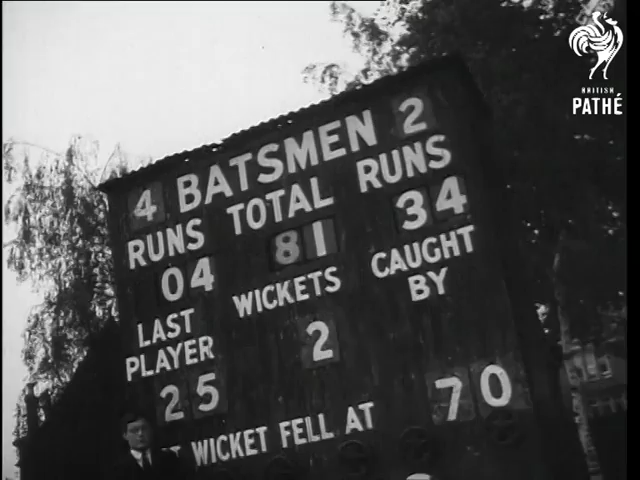 BRITISH
PATHÉ
4 BATSMEN 2
RUNS TOTAL RUNS
04 81 34
WICKETS CAUGHT
BY
LAST
PLAYER 2
25
WICKET FELL AT 70